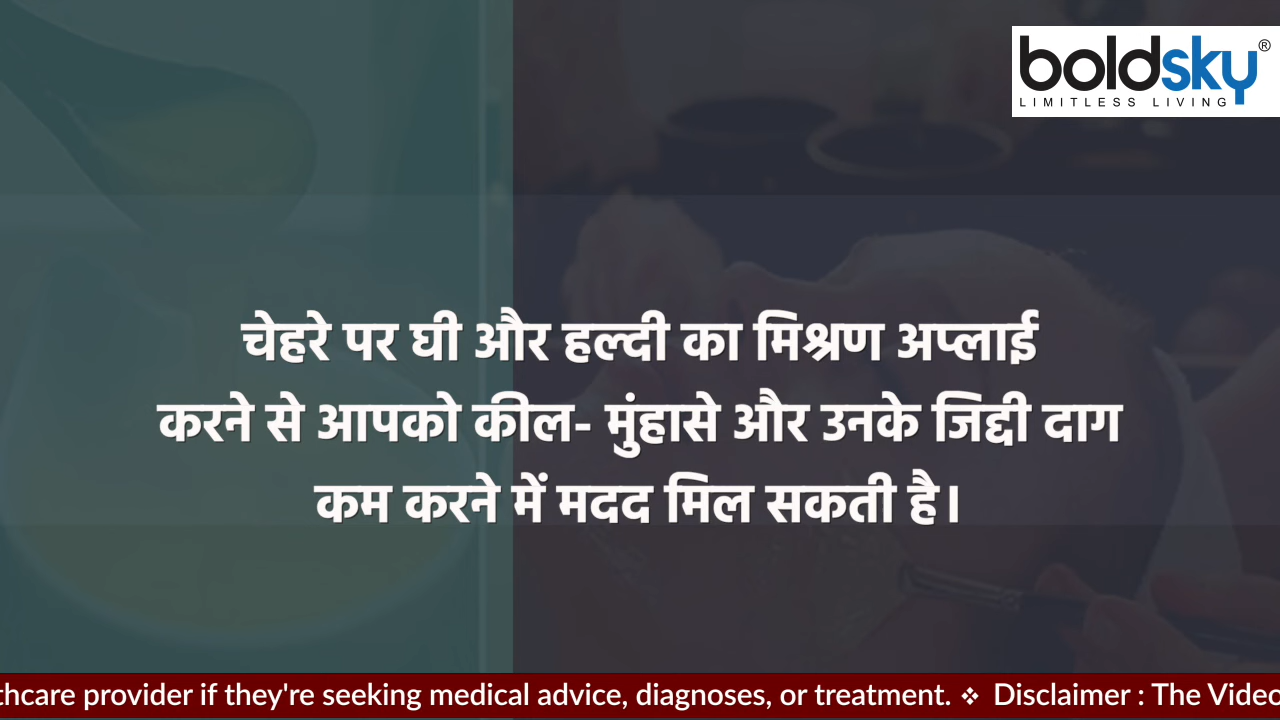 boldsky®
LIMITLESS LIVING
चेहरे पर घी और हल्दी का मिश्रण अप्लाई
करने से आपको कील- मुंहासे और उनके जिद्दी दाग
कम करने में मदद मिल सकती है।
thcare provider if they're seeking medical advice, diagnoses, or treatment. ❖ Disclaimer : The Video